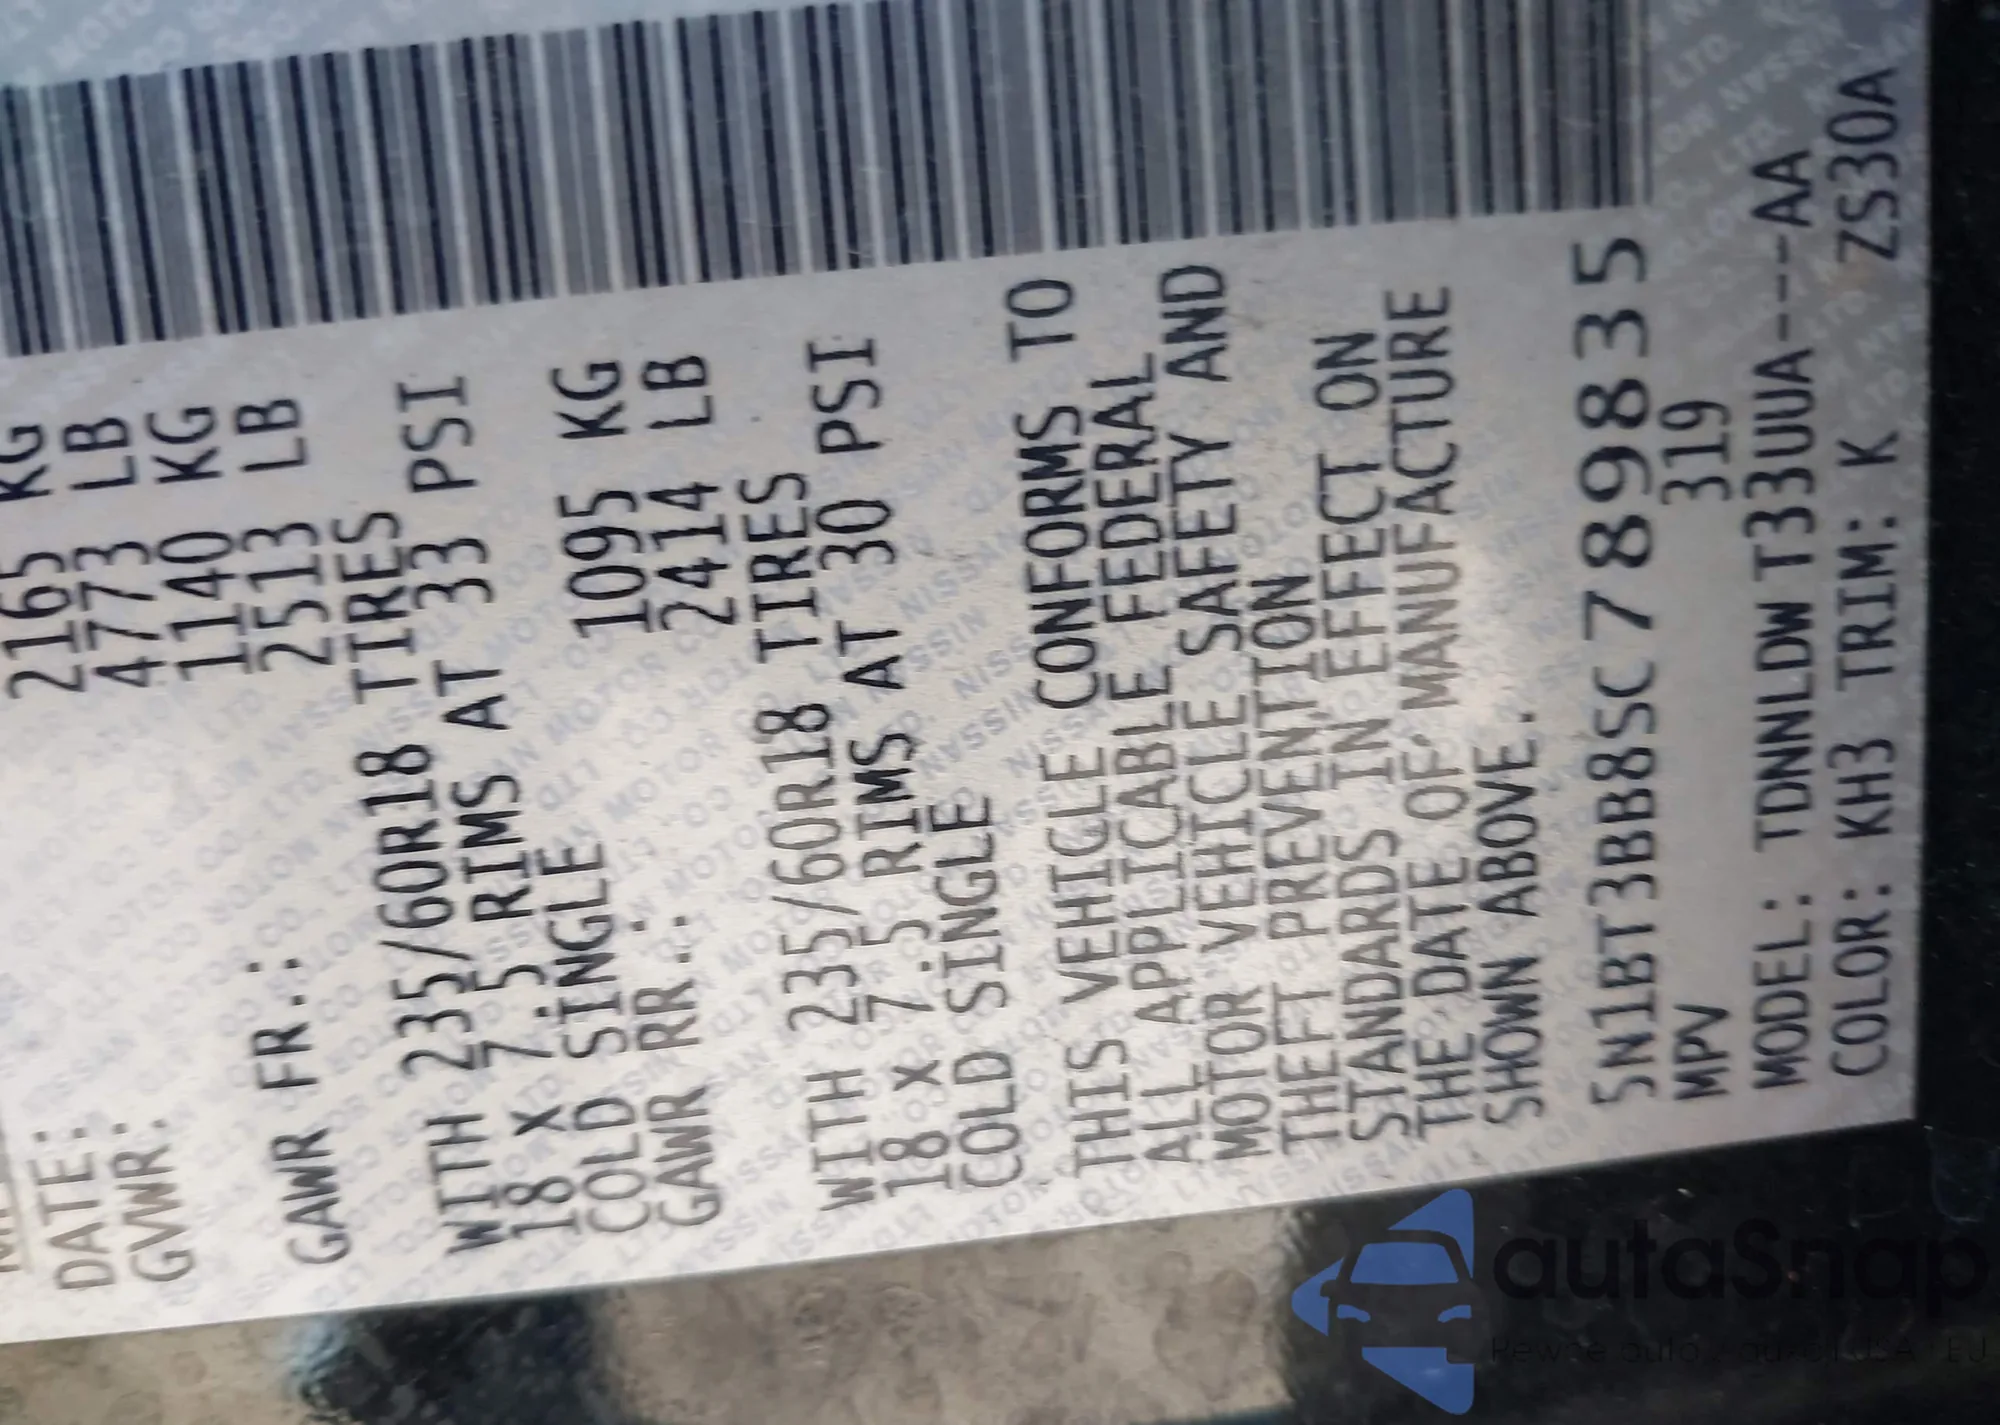 DATE:
GVWR: 2165 KG
4773 LB
GAWR FR.: 1140 KG
2513 LB
WITH 235/60R18 TIRES
18 X 7.5 RIMS AT 33 PSI
COLD SINGLE
GAWR RR.: 1095 KG
2414 LB
WITH 235/60R18 TIRES
18 X 7.5 RIMS AT 30 PSI
COLD SINGLE
THIS VEHICLE CONFORMS TO
ALL APPLICABLE FEDERAL
MOTOR VEHICLE SAFETY AND
THEFT PREVENTION
STANDARDS IN EFFECT ON
THE DATE OF MANUFACTURE
SHOWN ABOVE.
5N1BT3BB8SC789835
MPV 319
MODEL: TDNNLDW T33UUA---AA
COLOR: KH3 TRIM: K ZS30A
autaSnap